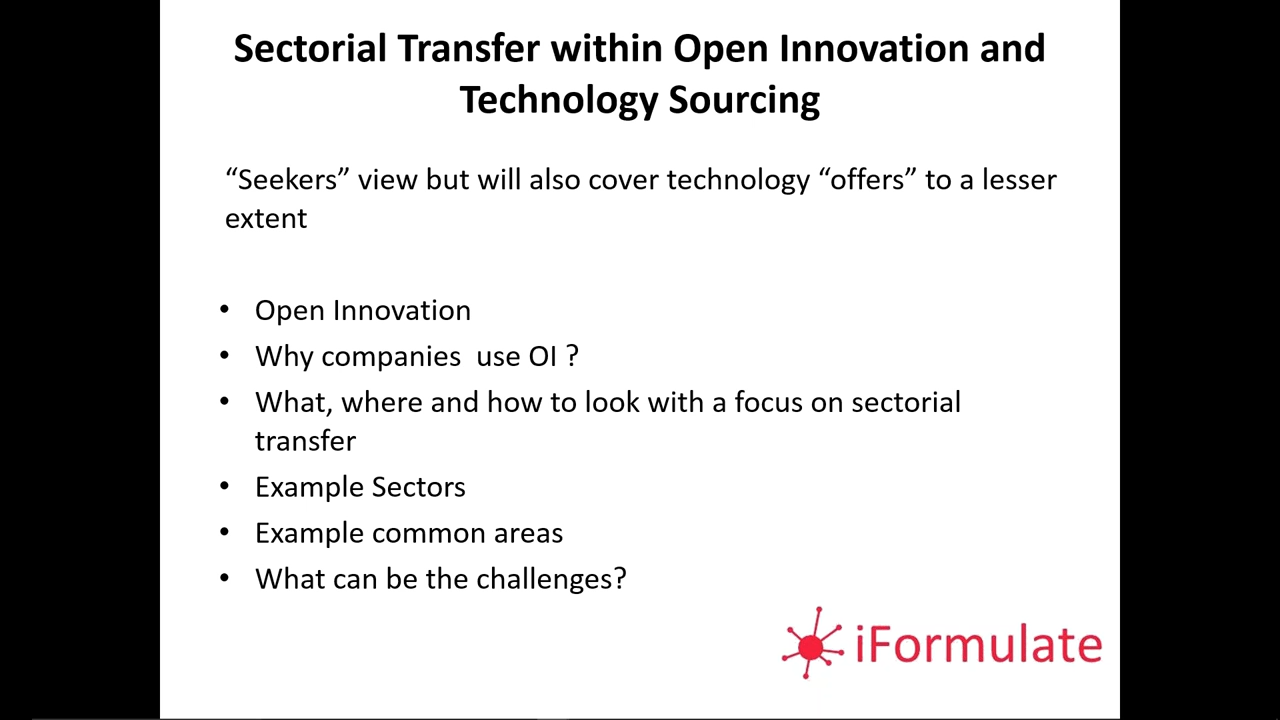 Sectorial Transfer within Open Innovation and
Technology Sourcing
“Seekers” view but will also cover technology “offers” to a lesser
extent
• Open Innovation
• Why companies  use OI ?
• What, where and how to look with a focus on sectorial
transfer
• Example Sectors
• Example common areas
• What can be the challenges?
iFormulate